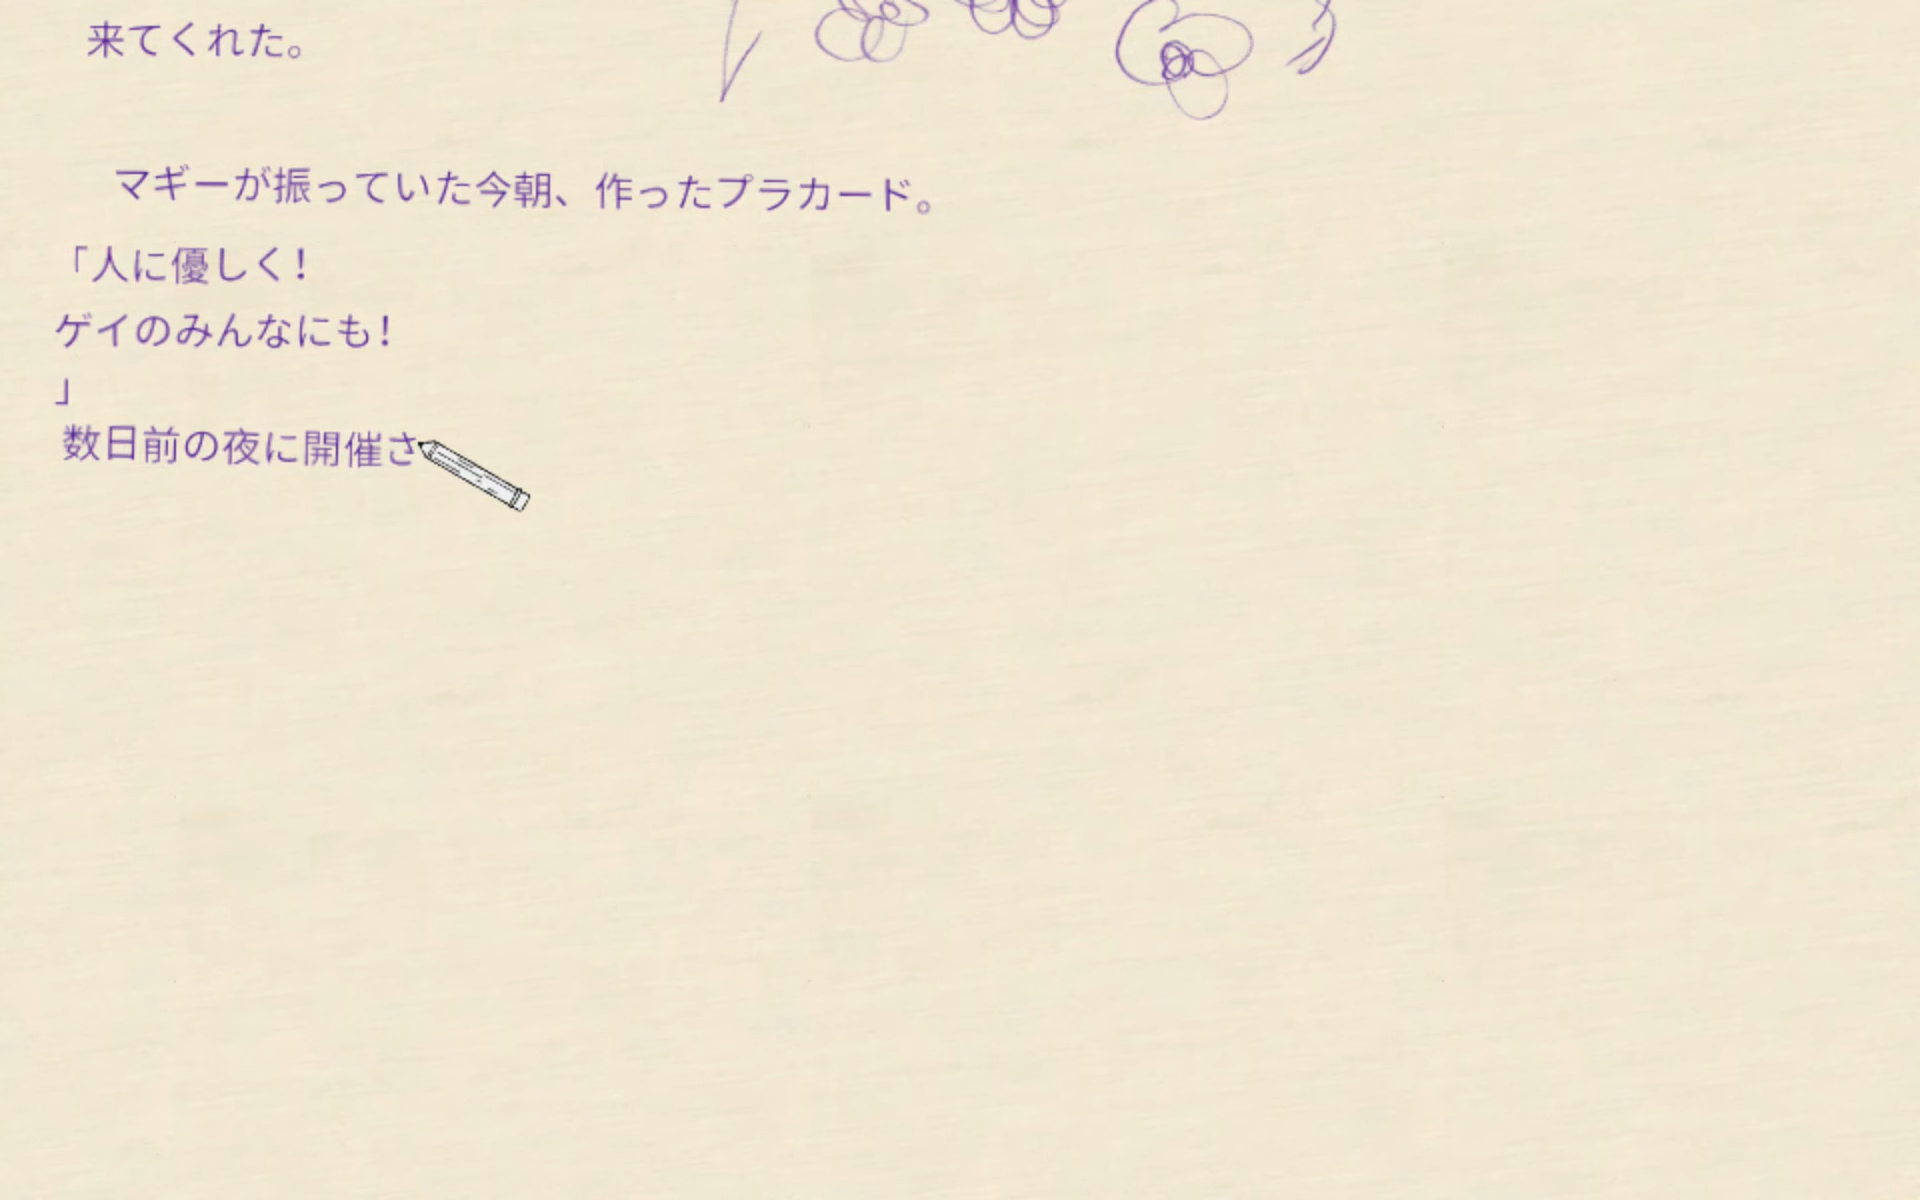 来てくれた。
マギーが振っていた今朝、作ったプラカード。
「人に優しく！
ゲイのみんなにも！
」
数日前の夜に開催さ